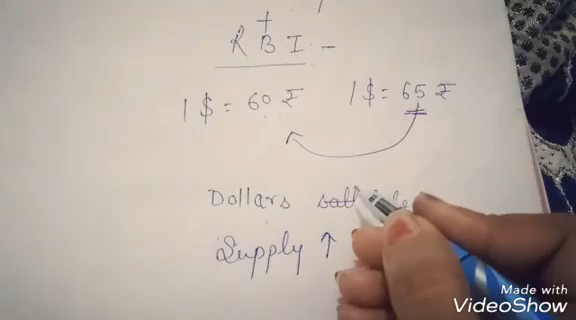 RBI :-
1 $ = 60 ₹ 1 $ = 65 ₹
Dollars
Supply ↑
Made with
VideoShow